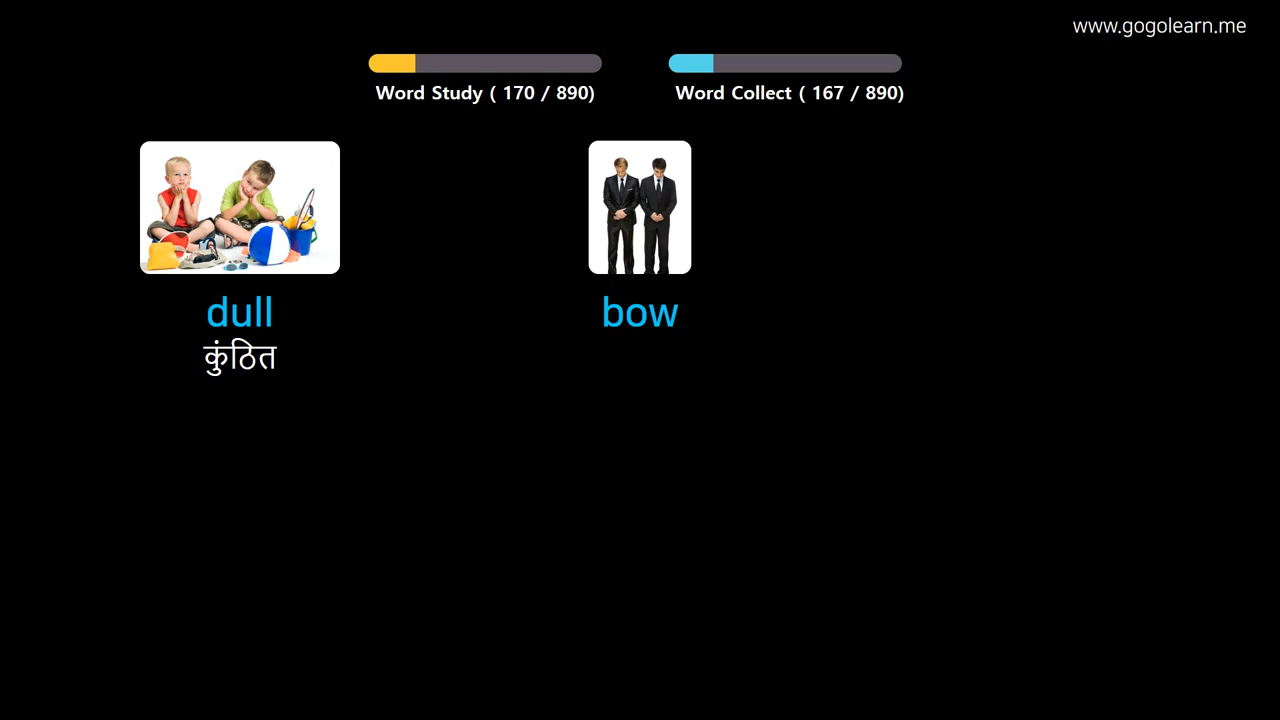 www.gogolearn.me
Word Study ( 170 / 890)
Word Collect ( 167 / 890)
dull
bow
कुंठित